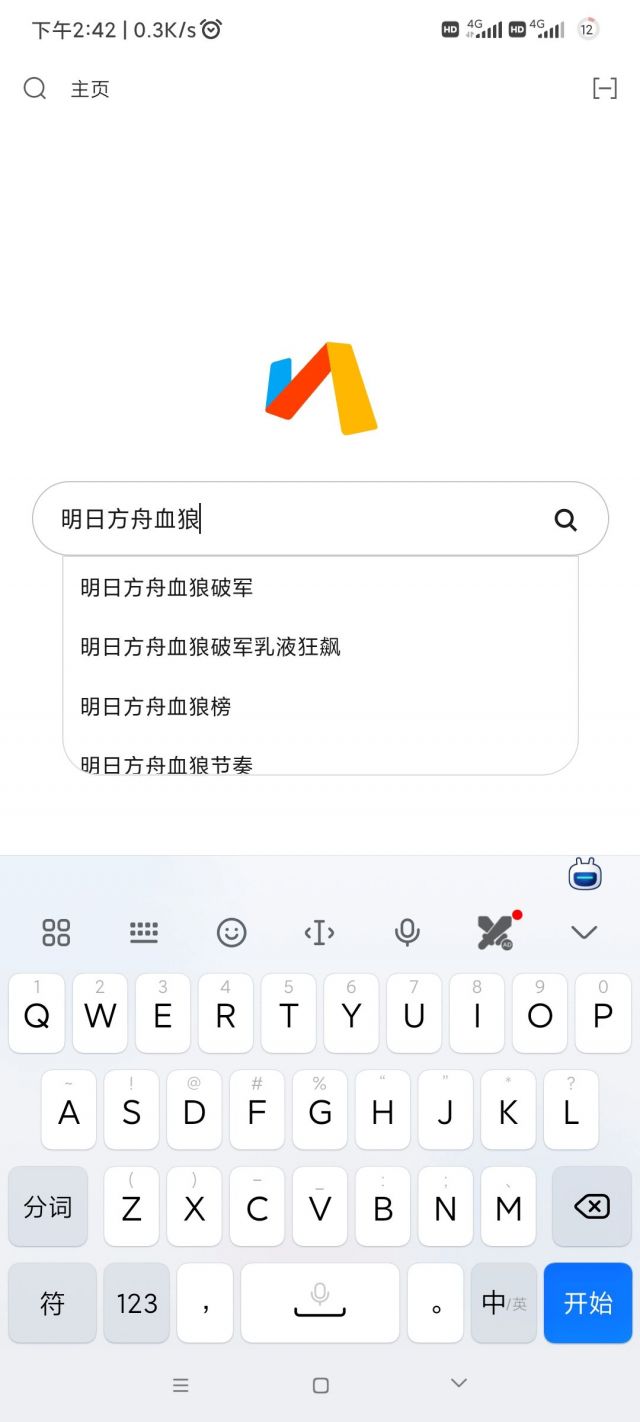 下午2:42 | 0.3K/s
HD 4G HD 4G 12
主页
明日方舟血狼
明日方舟血狼破军
明日方舟血狼破军乳液狂飙
明日方舟血狼榜
明日方舟血狼节奏
AD
1 2 3 4 5 6 7 8 9 0
Q W E R T Y U I O P
~ ! @ # % “ ” * ?
A S D F G H J K L
( ) - _ : ; 、
分词 Z X C V B N M
符 123 , 。 中/英 开始